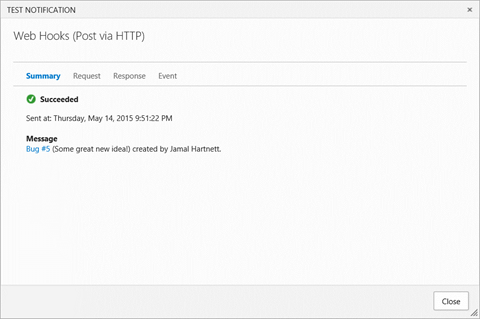 TEST NOTIFICATION
Web Hooks (Post via HTTP)
Summary Request Response Event
Succeeded
Sent at: Thursday, May 14, 2015 9:51:22 PM
Message
Bug #5 (Some great new idea!) created by Jamal Hartnett.
Close